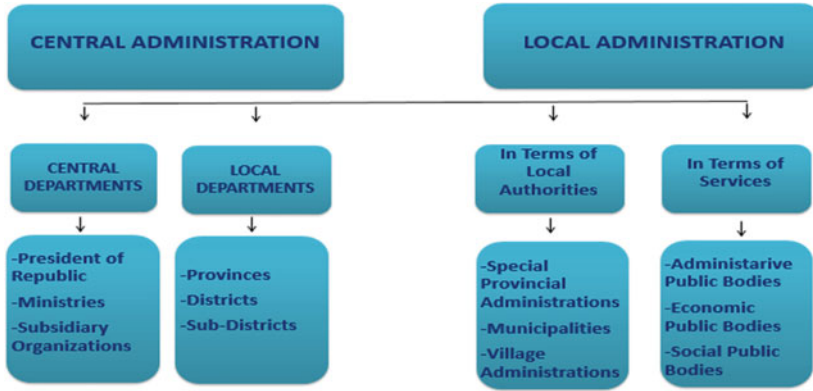 CENTRAL ADMINISTRATION
LOCAL ADMINISTRATION
CENTRAL
DEPARTMENTS
LOCAL
DEPARTMENTS
In Terms of
Local
Authorities
In Terms of
Services
-President of
Republic
-Ministries
-Subsidiary
Organizations
-Provinces
-Districts
-Sub-Districts
-Special
Provincial
Administrations
-Municipalities
-Village
Administrations
-Administarive
Public Bodies
-Economic
Public Bodies
-Social Public
Bodies